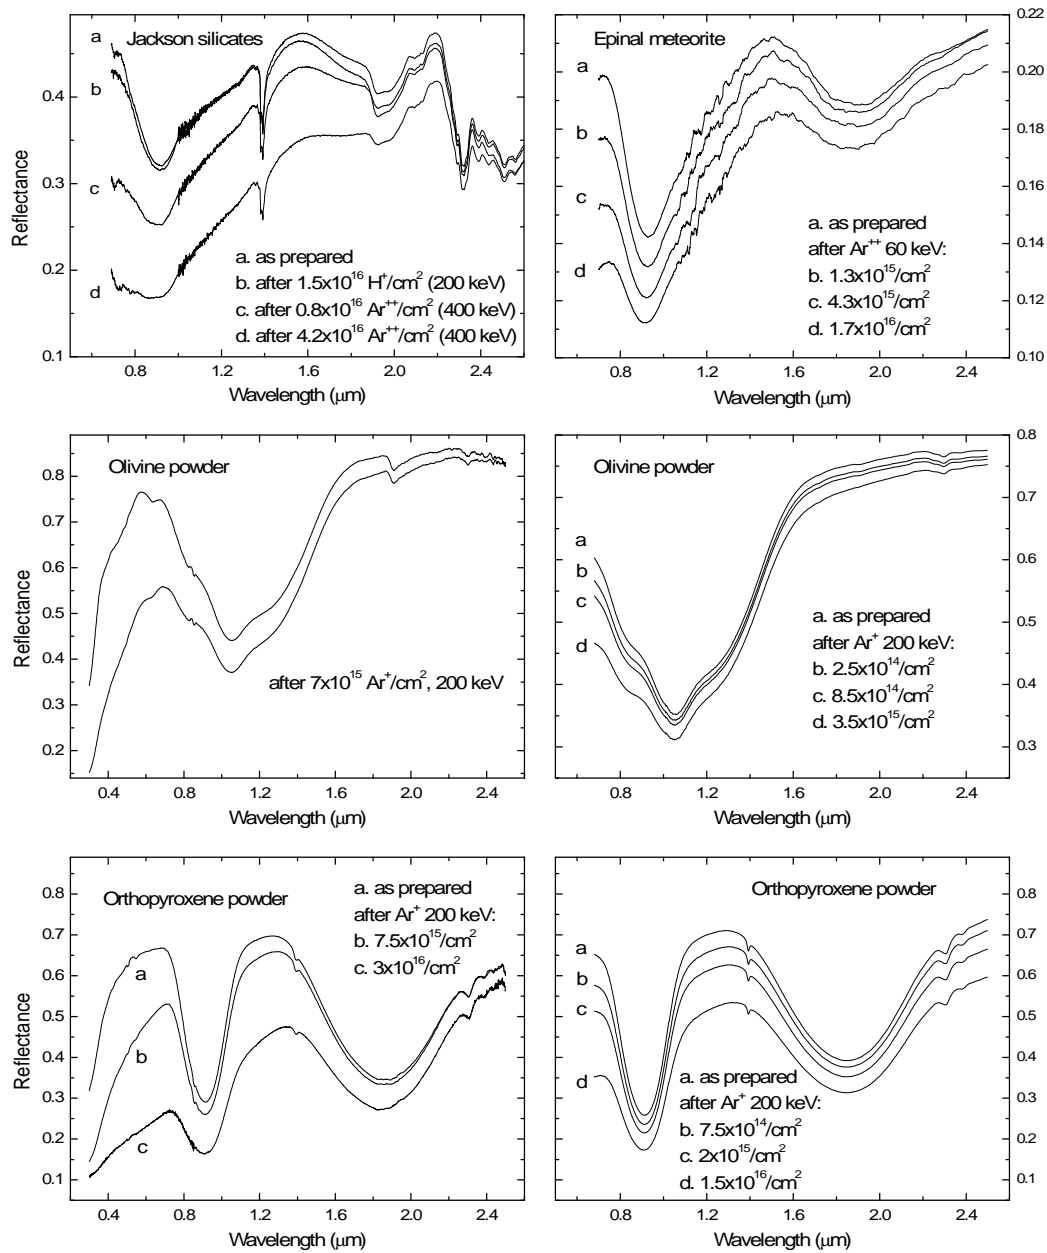 Jackson silicates
a
b
c
d
a. as prepared
b. after 1.5x10^16 H^+/cm^2 (200 keV)
c. after 0.8x10^16 Ar^++/cm^2 (400 keV)
d. after 4.2x10^16 Ar^++/cm^2 (400 keV)
Reflectance
0.4
0.3
0.2
0.1
0.8 1.2 1.6 2.0 2.4
Wavelength (μm)
Epinal meteorite
a
b
c
d
a. as prepared
after Ar^++ 60 keV:
b. 1.3x10^15/cm^2
c. 4.3x10^15/cm^2
d. 1.7x10^16/cm^2
0.22
0.20
0.18
0.16
0.14
0.12
0.10
0.8 1.2 1.6 2.0 2.4
Wavelength (μm)
Olivine powder
after 7x10^15 Ar^+/cm^2, 200 keV
Reflectance
0.8
0.7
0.6
0.5
0.4
0.3
0.2
0.4 0.8 1.2 1.6 2.0 2.4
Wavelength (μm)
Olivine powder
a
b
c
d
a. as prepared
after Ar^+ 200 keV:
b. 2.5x10^14/cm^2
c. 8.5x10^14/cm^2
d. 3.5x10^15/cm^2
0.8
0.7
0.6
0.5
0.4
0.3
0.8 1.2 1.6 2.0 2.4
Wavelength (μm)
Orthopyroxene powder
a. as prepared
after Ar^+ 200 keV:
b. 7.5x10^15/cm^2
c. 3x10^16/cm^2
a
b
c
Reflectance
0.8
0.7
0.6
0.5
0.4
0.3
0.2
0.1
0.4 0.8 1.2 1.6 2.0 2.4
Wavelength (μm)
Orthopyroxene powder
a
b
c
d
a. as prepared
after Ar^+ 200 keV:
b. 7.5x10^14/cm^2
c. 2x10^15/cm^2
d. 1.5x10^16/cm^2
0.8
0.7
0.6
0.5
0.4
0.3
0.2
0.1
0.8 1.2 1.6 2.0 2.4
Wavelength (μm)